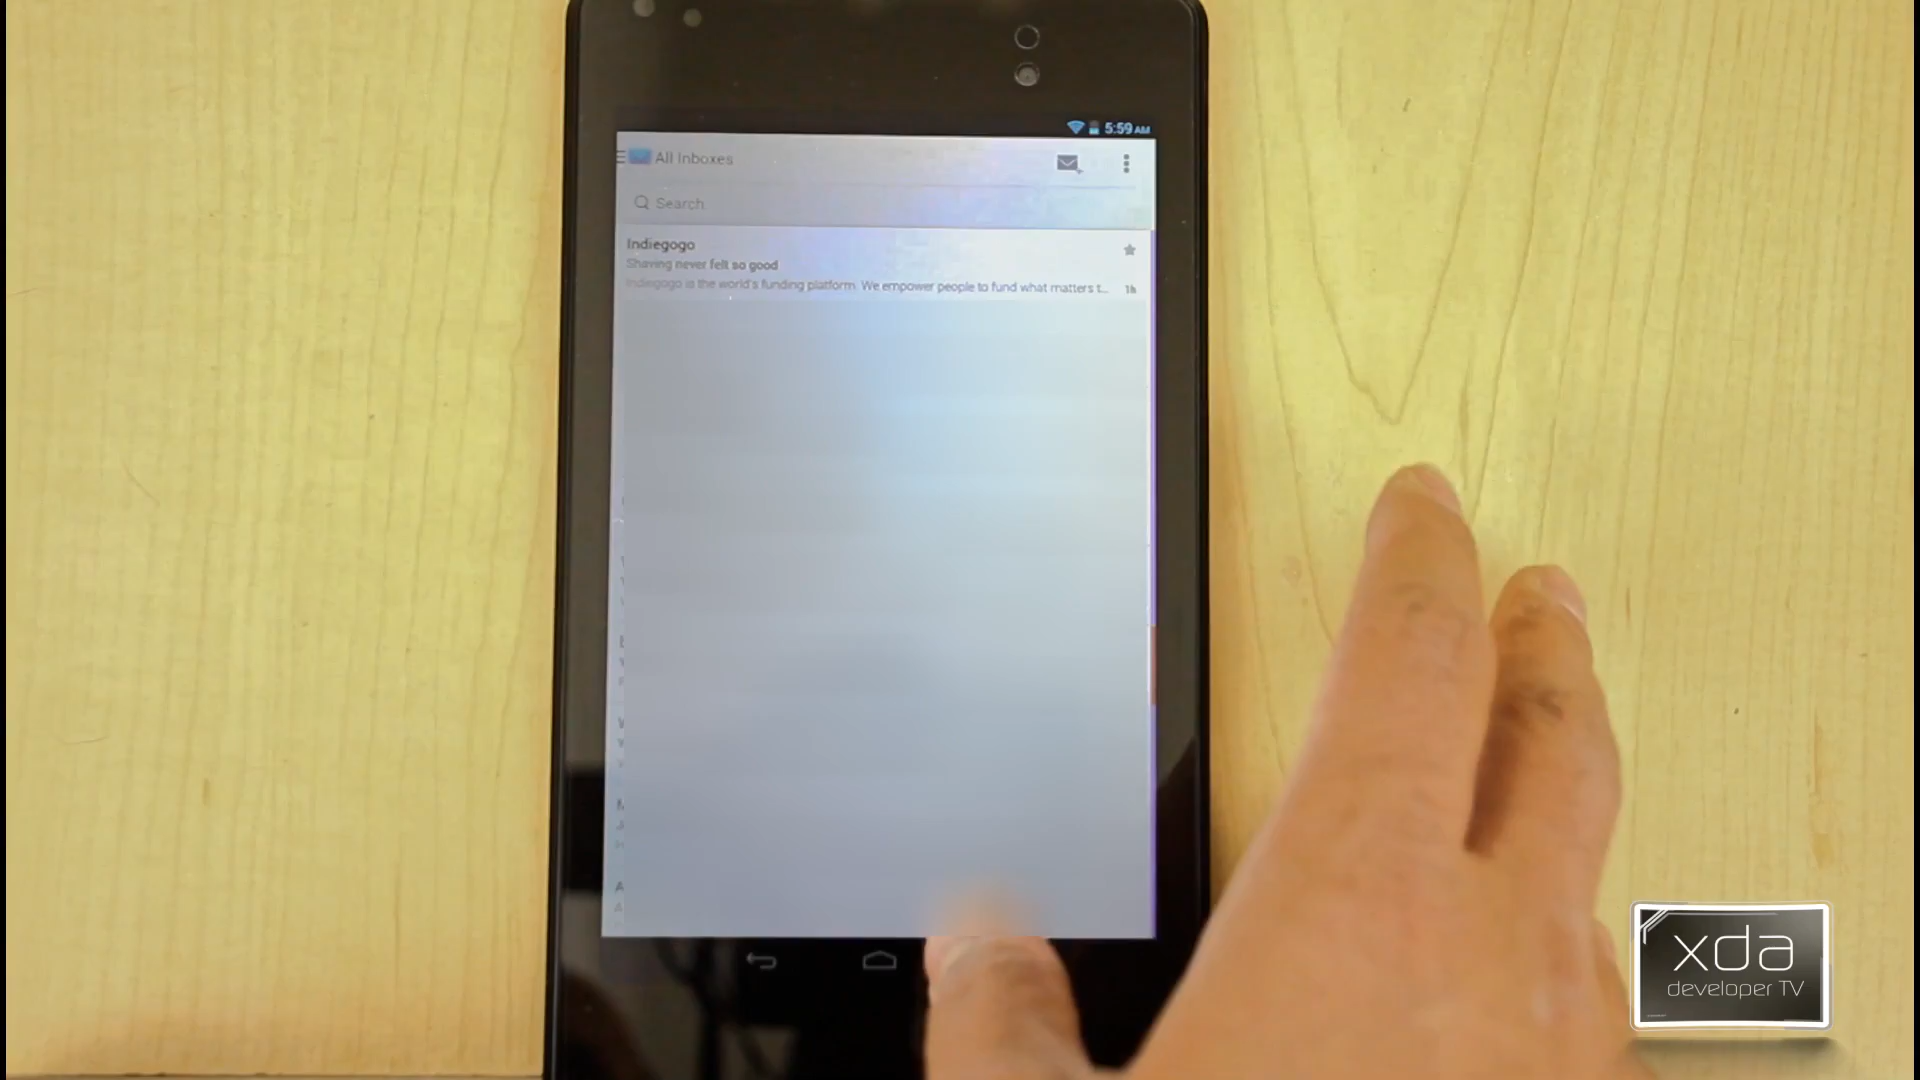 5:59 AM
All Inboxes
Search
Indiegogo
Shaving never felt so good
Indiegogo is the world's funding platform. We empower people to fund what matters t... 1h
xda
developer TV